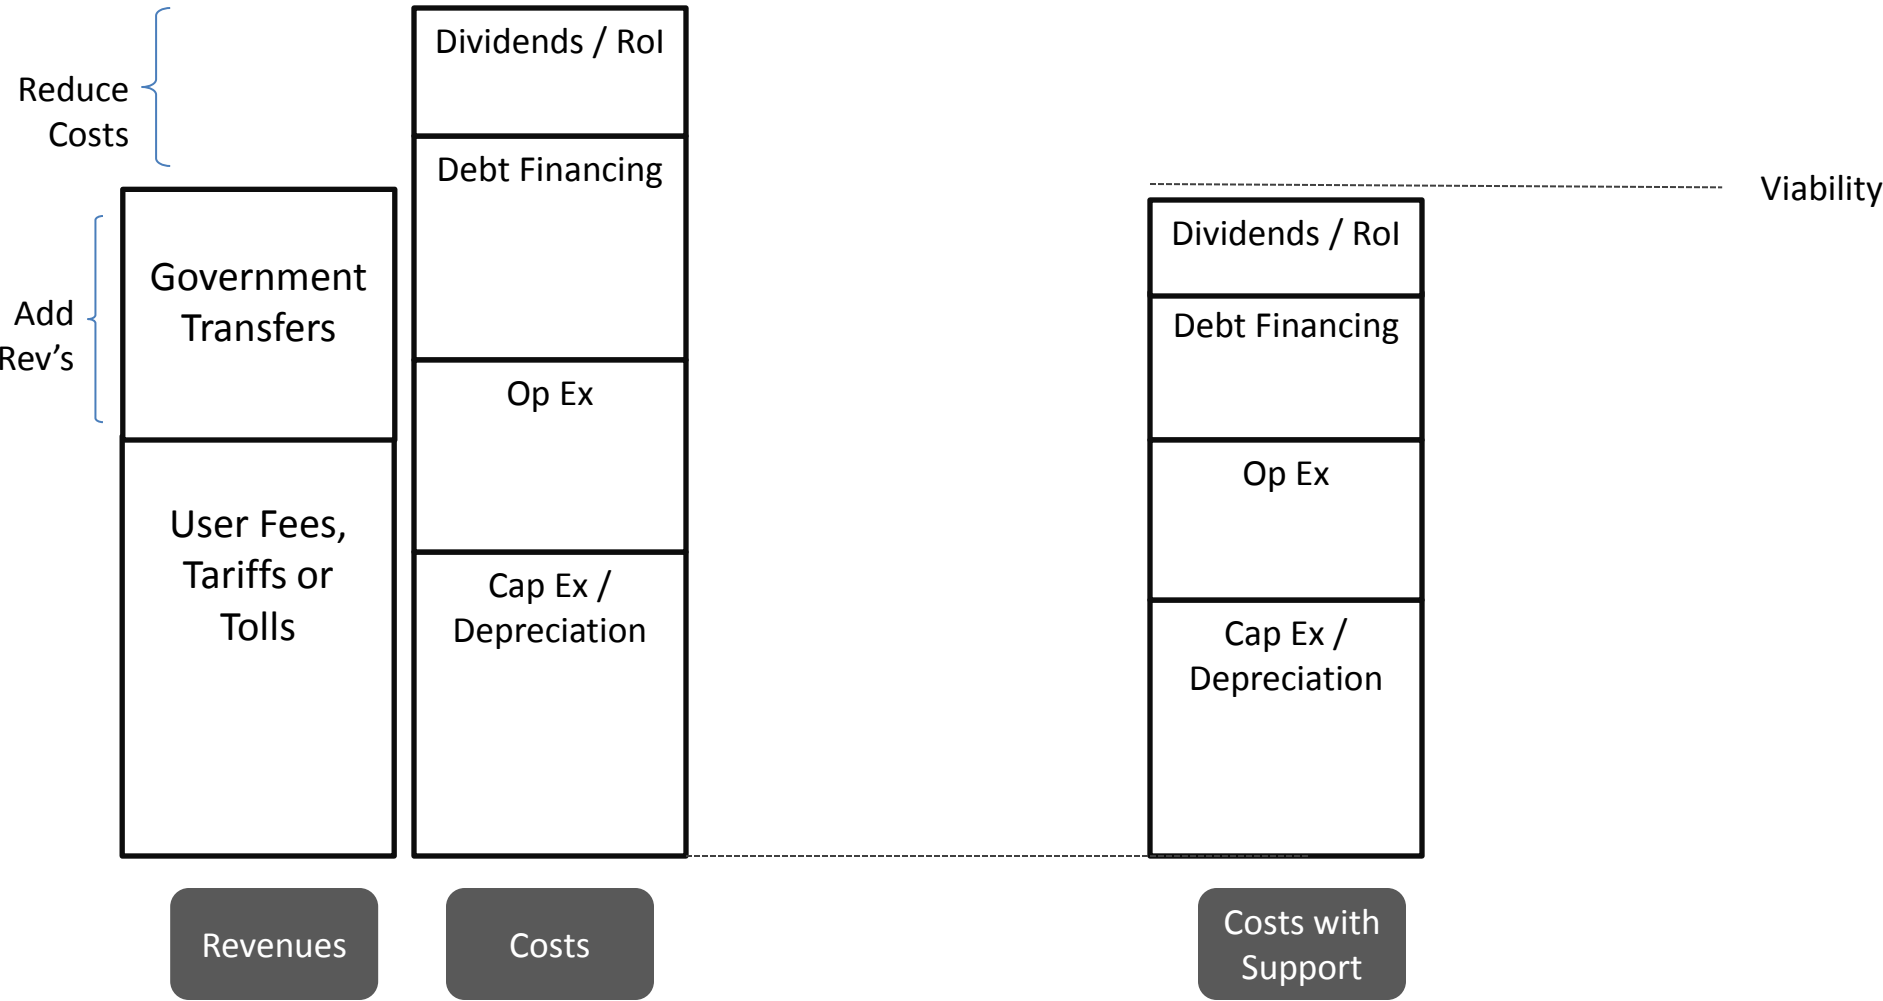 Reduce
Costs
Add
Rev's
Government
Transfers
User Fees,
Tariffs or
Tolls
Dividends / RoI
Debt Financing
Op Ex
Cap Ex /
Depreciation
Viability
Dividends / RoI
Debt Financing
Op Ex
Cap Ex /
Depreciation
Revenues
Costs
Costs with
Support